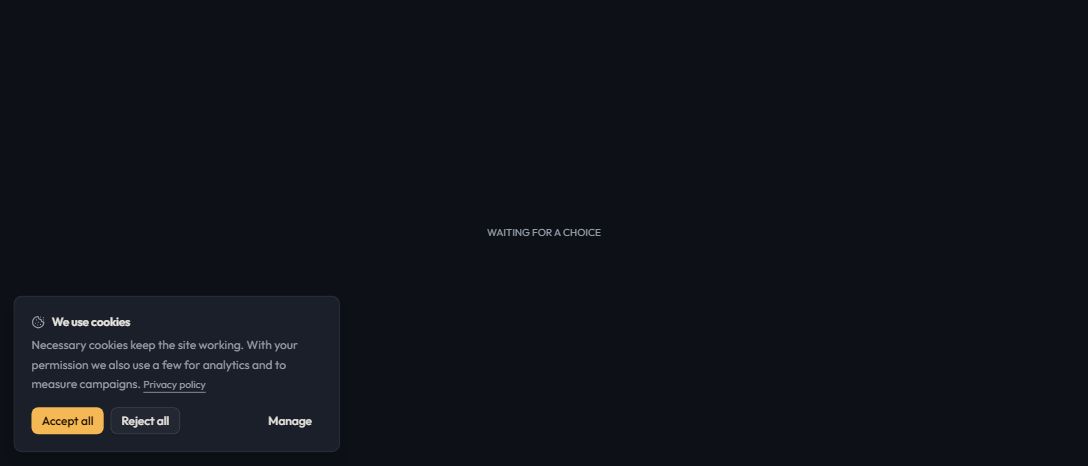 WAITING FOR A CHOICE
We use cookies
Necessary cookies keep the site working. With your
permission we also use a few for analytics and to
measure campaigns. Privacy policy
Accept all
Reject all
Manage